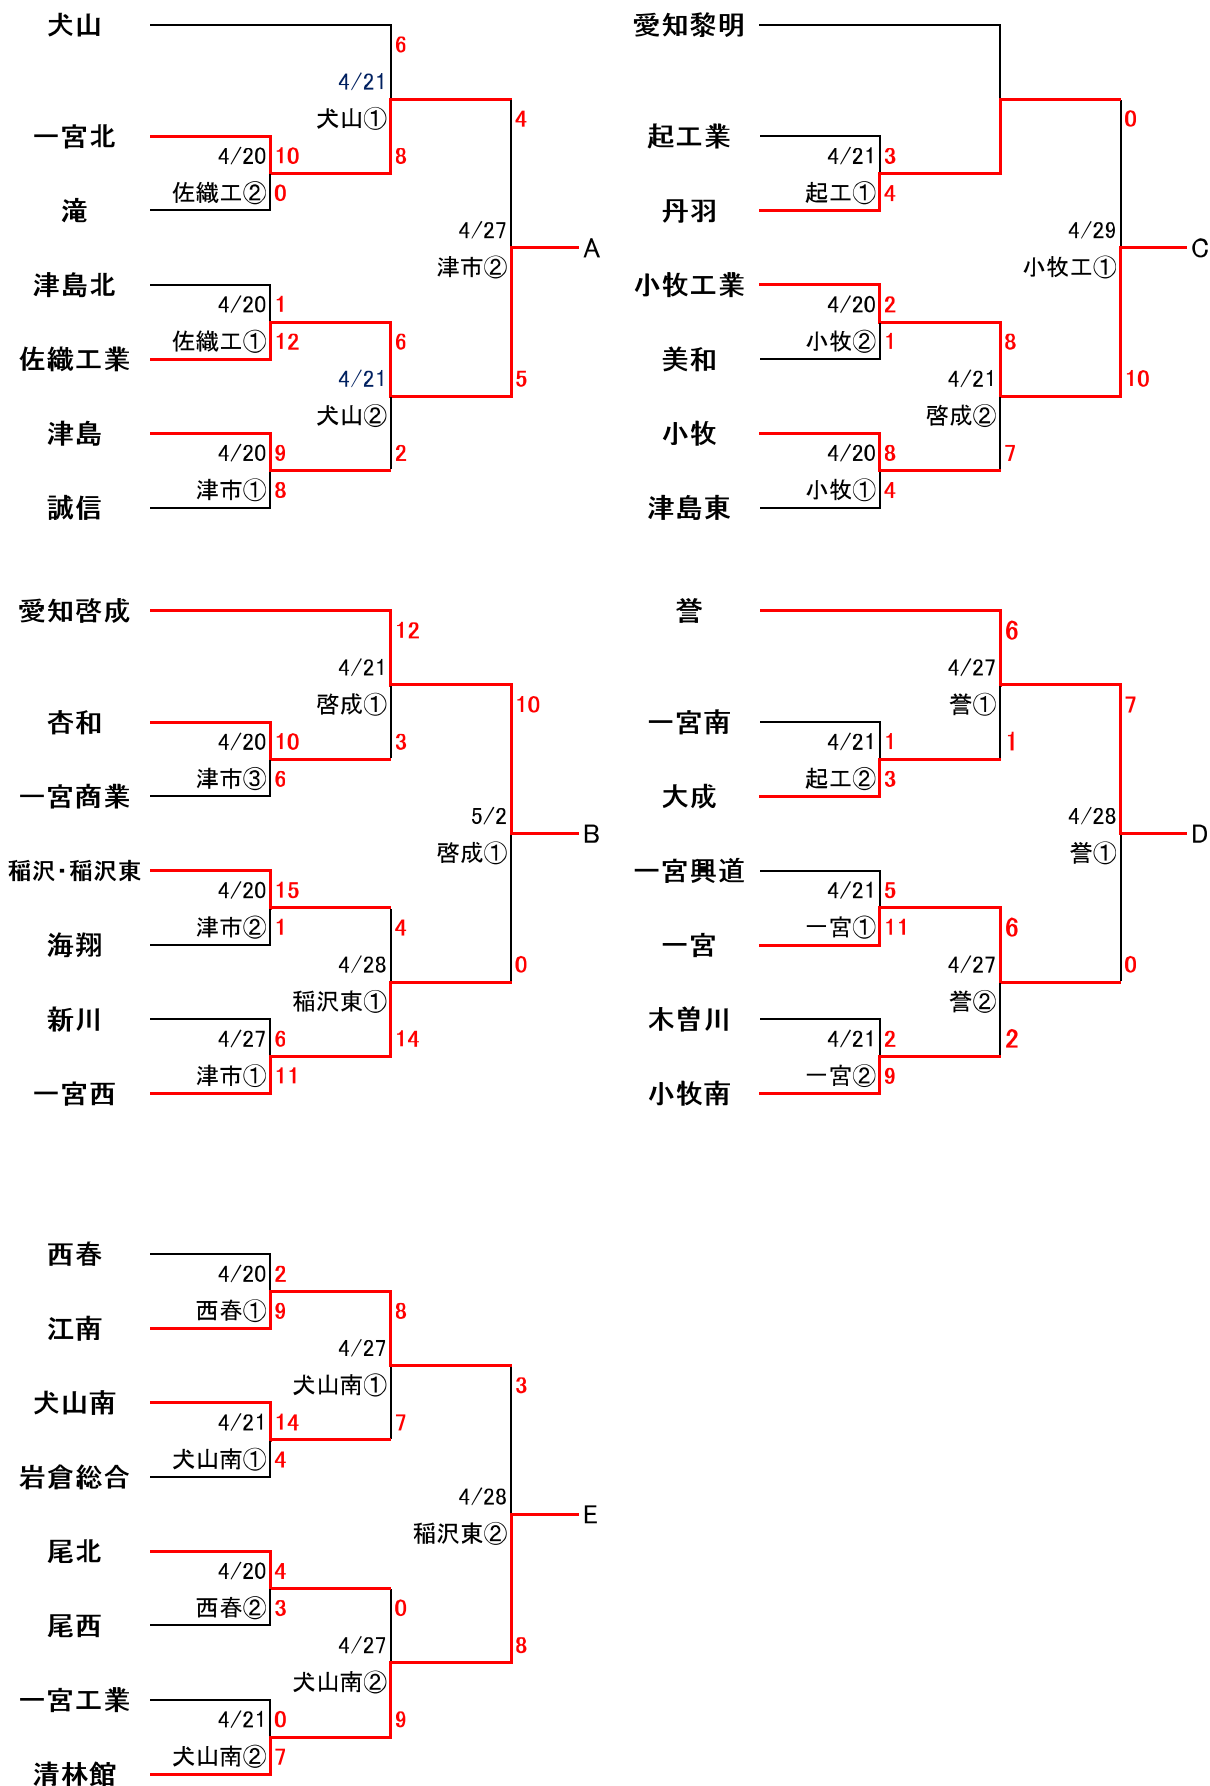 犬山
6
4/21
犬山①
4
一宮北
4/20
10
8
佐織工②
0
滝
4/27
A
津市②
津島北
4/20
1
佐織工①
12
6
佐織工業
4/21
5
犬山②
津島
4/20
9
2
津市①
8
誠信
愛知黎明
0
起工業
4/21
3
起工①
4
丹羽
4/29
C
小牧工①
小牧工業
4/20
2
小牧②
1
8
美和
4/21
10
啓成②
小牧
4/20
8
7
小牧①
4
津島東
愛知啓成
12
4/21
啓成①
10
杏和
4/20
10
3
津市③
6
一宮商業
5/2
B
啓成①
稲沢・稲沢東
4/20
15
津市②
1
4
海翔
4/28
0
稲沢東①
新川
4/27
6
14
津市①
11
一宮西
誉
6
4/27
誉①
7
一宮南
4/21
1
1
起工②
3
大成
4/28
D
誉①
一宮興道
4/21
5
一宮①
11
6
一宮
4/27
0
誉②
木曽川
4/21
2
2
一宮②
9
小牧南
西春
4/20
2
西春①
9
8
江南
4/27
犬山南①
3
犬山南
4/21
14
7
犬山南①
4
岩倉総合
4/28
E
稲沢東②
尾北
4/20
4
西春②
3
0
尾西
4/27
8
犬山南②
一宮工業
4/21
0
9
犬山南②
7
清林館